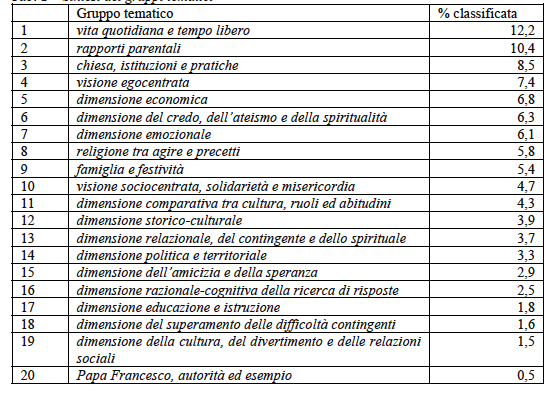 Gruppo tematico % classificata
1 vita quotidiana e tempo libero 12,2
2 rapporti parentali 10,4
3 chiesa, istituzioni e pratiche 8,5
4 visione egocentrata 7,4
5 dimensione economica 6,8
6 dimensione del credo, dell’ateismo e della spiritualità 6,3
7 dimensione emozionale 6,1
8 religione tra agire e precetti 5,8
9 famiglia e festività 5,4
10 visione sociocentrata, solidarietà e misericordia 4,7
11 dimensione comparativa tra cultura, ruoli ed abitudini 4,3
12 dimensione storico-culturale 3,9
13 dimensione relazionale, del contingente e dello spirituale 3,7
14 dimensione politica e territoriale 3,3
15 dimensione dell’amicizia e della speranza 2,9
16 dimensione razionale-cognitiva della ricerca di risposte 2,5
17 dimensione educazione e istruzione 1,8
18 dimensione del superamento delle difficoltà contingenti 1,6
19 dimensione della cultura, del divertimento e delle relazioni 1,5
sociali
20 Papa Francesco, autorità ed esempio 0,5